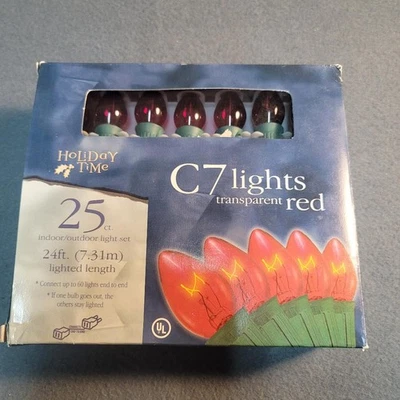 HOLIDAY
TIME
C7 lights
transparent red
25 ct.
indoor/outdoor light set
24ft. (7.31m)
lighted length
* Connect up to 60 lights end to end
* If one bulb goes out, the
others stay lighted
UL